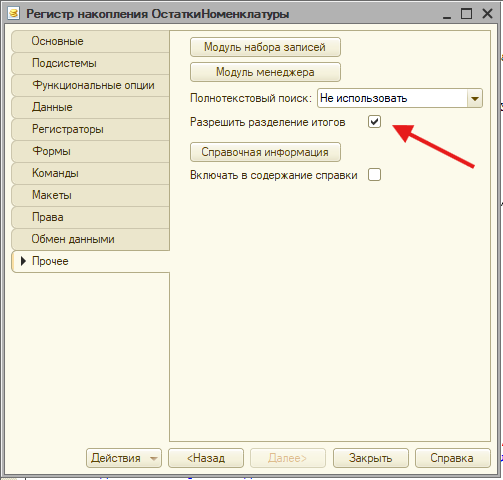 Регистр накопления ОстаткиНоменклатуры
Основные
Подсистемы
Функциональные опции
Данные
Регистраторы
Формы
Команды
Макеты
Права
Обмен данными
Прочее
Модуль набора записей
Модуль менеджера
Полнотекстовый поиск: Не использовать
Разрешить разделение итогов
Справочная информация
Включать в содержание справки
Действия
<Назад
Далее>
Закрыть
Справка